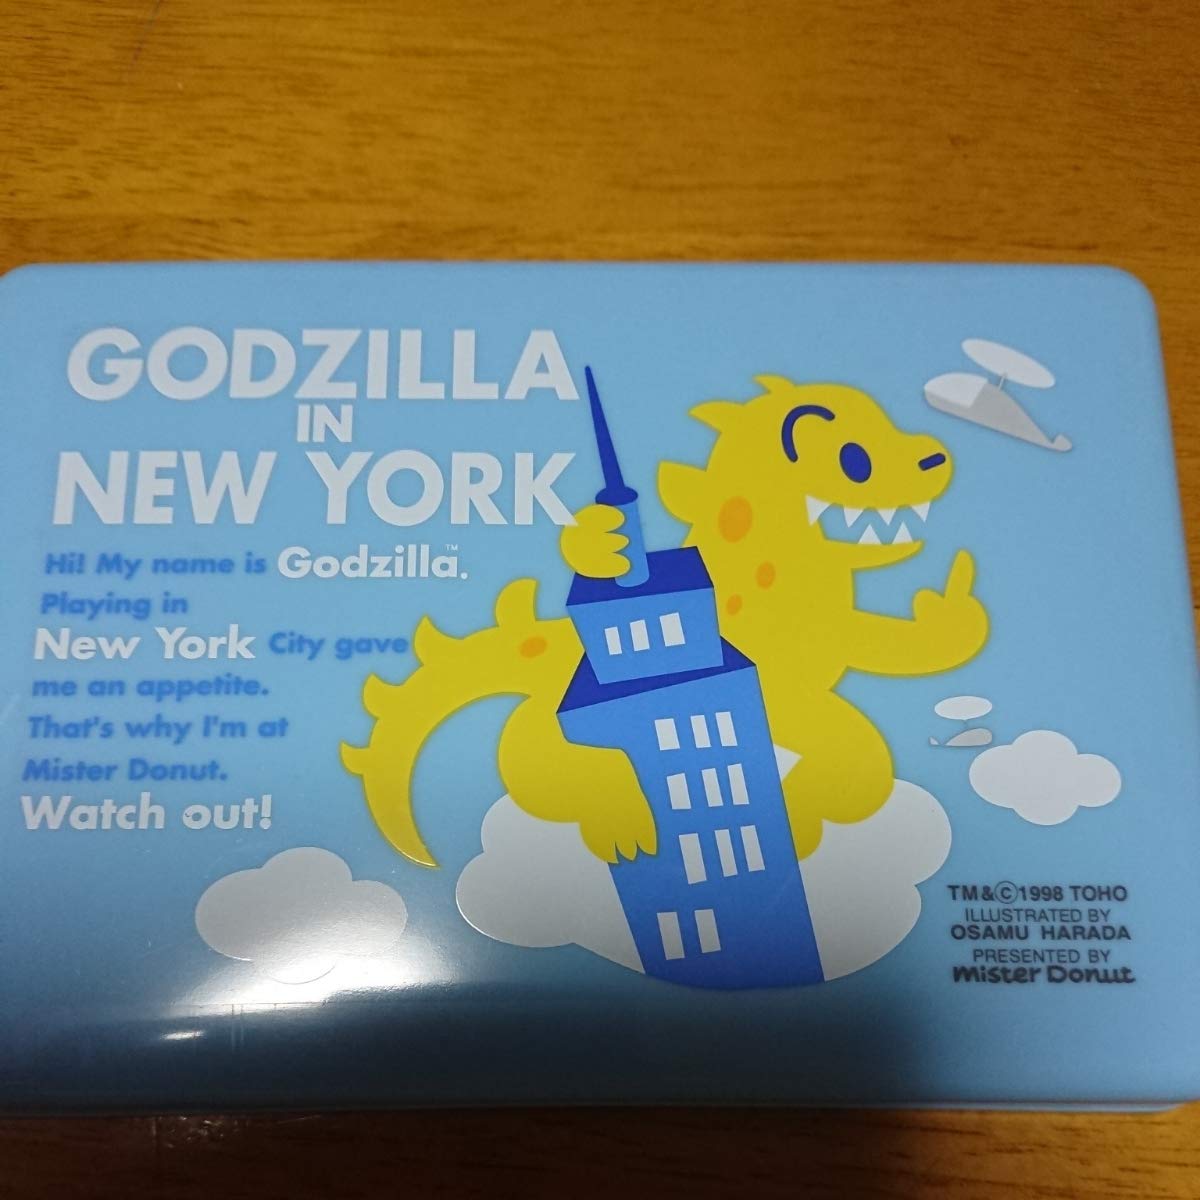 GODZILLA
IN
NEW YORK
Hi! My name is Godzilla™.
Playing in
New York City gave
me an appetite.
That's why I'm at
Mister Donut.
Watch out!
TM&©1998 TOHO
ILLUSTRATED BY
OSAMU HARADA
PRESENTED BY
mister Donut